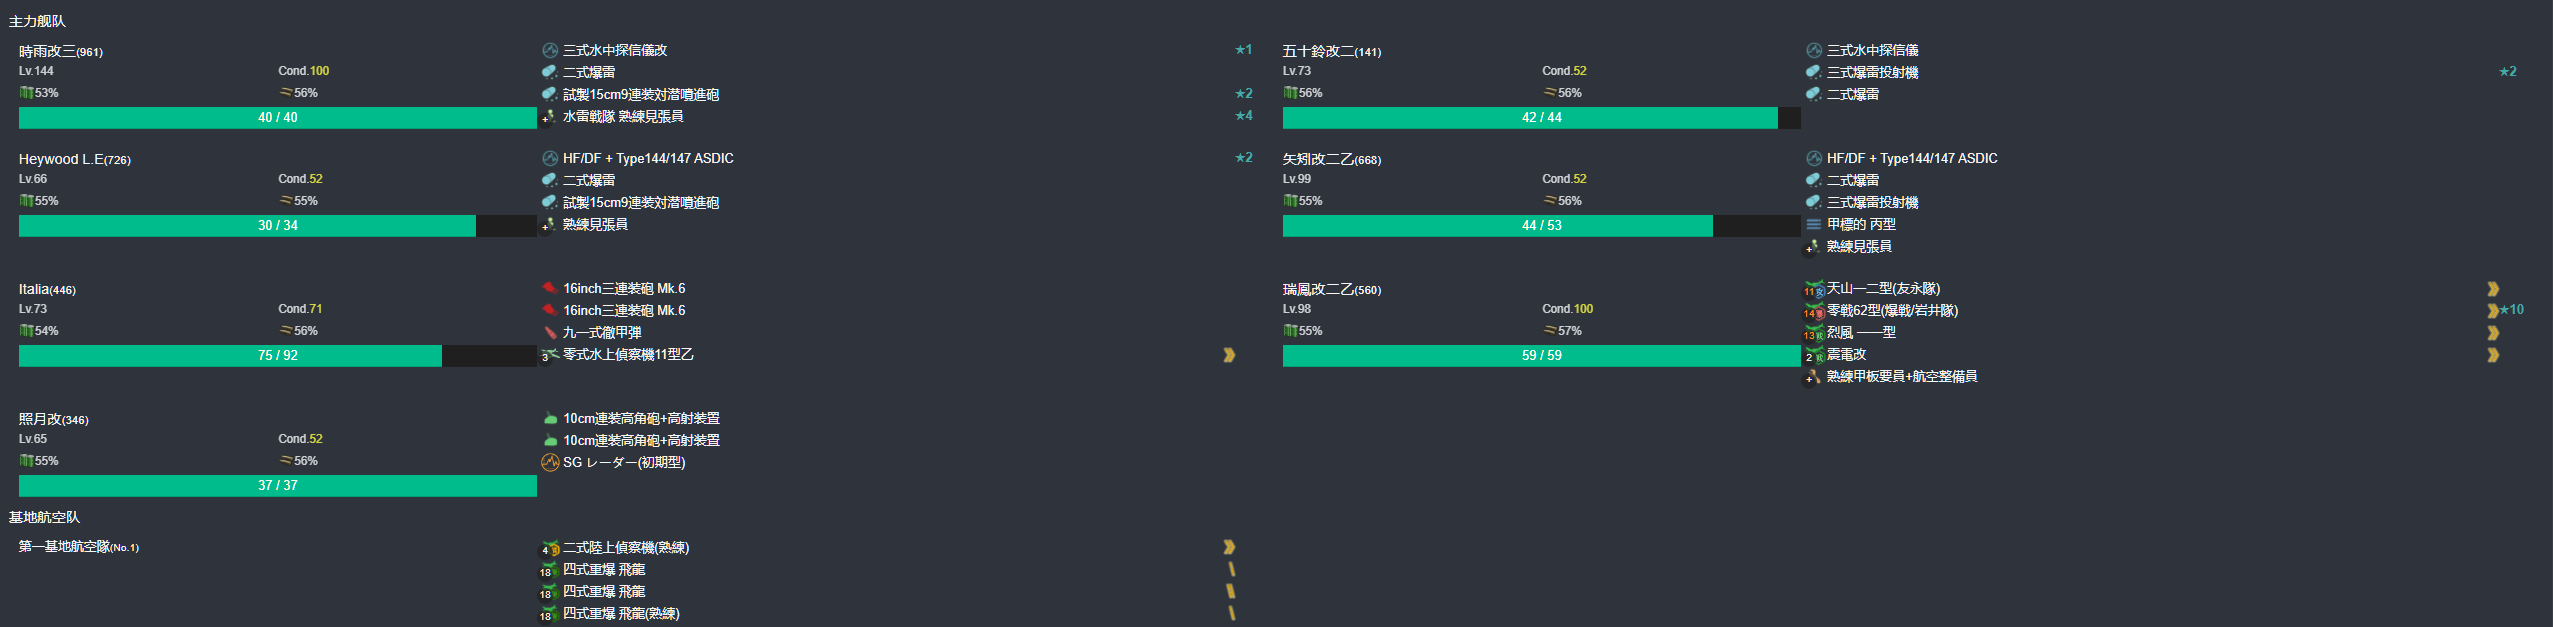 主力舰队
時雨改三(961)
Lv.144 Cond.100
53% 56%
40 / 40
三式水中探信儀改 ★1
二式爆雷
試製15cm9連装対潜噴進砲 ★2
+ 水雷戦隊 熟練見張員 ★4
五十鈴改二(141)
Lv.73 Cond.52
56% 56%
42 / 44
三式水中探信儀
三式爆雷投射機 ★2
二式爆雷
Heywood L.E(726)
Lv.66 Cond.52
55% 55%
30 / 34
HF/DF + Type144/147 ASDIC ★2
二式爆雷
試製15cm9連装対潜噴進砲
+ 熟練見張員
矢矧改二乙(668)
Lv.99 Cond.52
55% 56%
44 / 53
HF/DF + Type144/147 ASDIC
二式爆雷
三式爆雷投射機
甲標的 丙型
+ 熟練見張員
Italia(446)
Lv.73 Cond.71
54% 56%
75 / 92
16inch三連装砲 Mk.6
16inch三連装砲 Mk.6
九一式徹甲弾
3 零式水上偵察機11型乙
瑞鳳改二乙(560)
Lv.98 Cond.100
55% 57%
59 / 59
11 天山一二型(友永隊)
14 零戦62型(爆戦/岩井隊) ★10
13 烈風 一一型
2 震電改
+ 熟練甲板要員+航空整備員
照月改(346)
Lv.65 Cond.52
55% 56%
37 / 37
10cm連装高角砲+高射装置
10cm連装高角砲+高射装置
SG レーダー(初期型)
基地航空队
第一基地航空隊(No.1)
4 二式陸上偵察機(熟練)
18 四式重爆 飛龍
18 四式重爆 飛龍
18 四式重爆 飛龍(熟練)